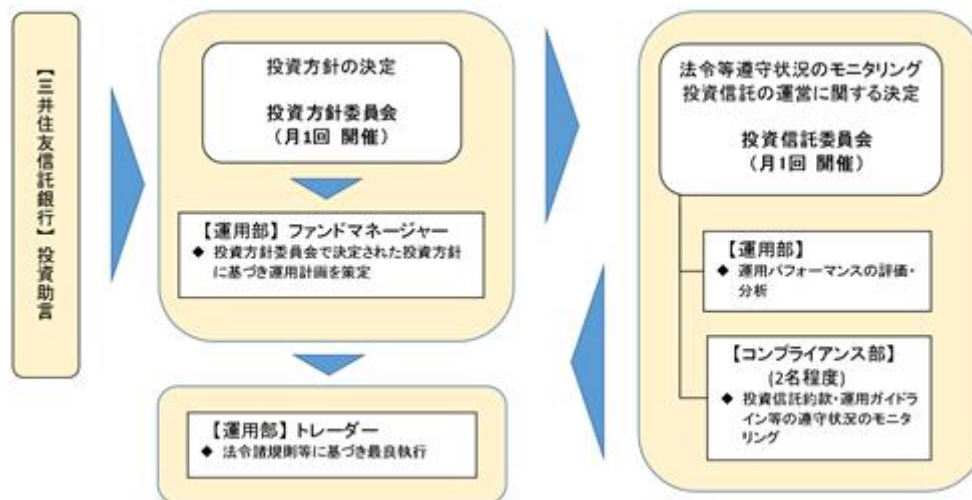 【三井住友信託銀行】投資助言
投資方針の決定
投資方針委員会
(月1回 開催)
【運用部】ファンドマネージャー
◆ 投資方針委員会で決定された投資方針
に基づき運用計画を策定
【運用部】トレーダー
◆ 法令諸規則等に基づき最良執行
法令等遵守状況のモニタリング
投資信託の運営に関する決定
投資信託委員会
(月1回 開催)
【運用部】
◆ 運用パフォーマンスの評価・
分析
【コンプライアンス部】
(2名程度)
◆ 投資信託約款・運用ガイドラ
イン等の遵守状況のモニタ
リング